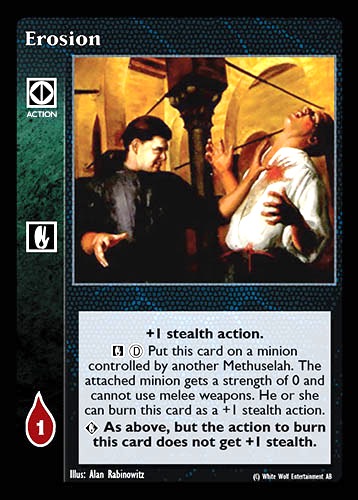 Erosion
ACTION
+1 stealth action.
D Put this card on a minion
controlled by another Methuselah. The
attached minion gets a strength of 0 and
cannot use melee weapons. He or she
can burn this card as a +1 stealth action.
As above, but the action to burn
this card does not get +1 stealth.
1
Illus: Alan Rabinowitz
(C) White Wolf Entertainment AB